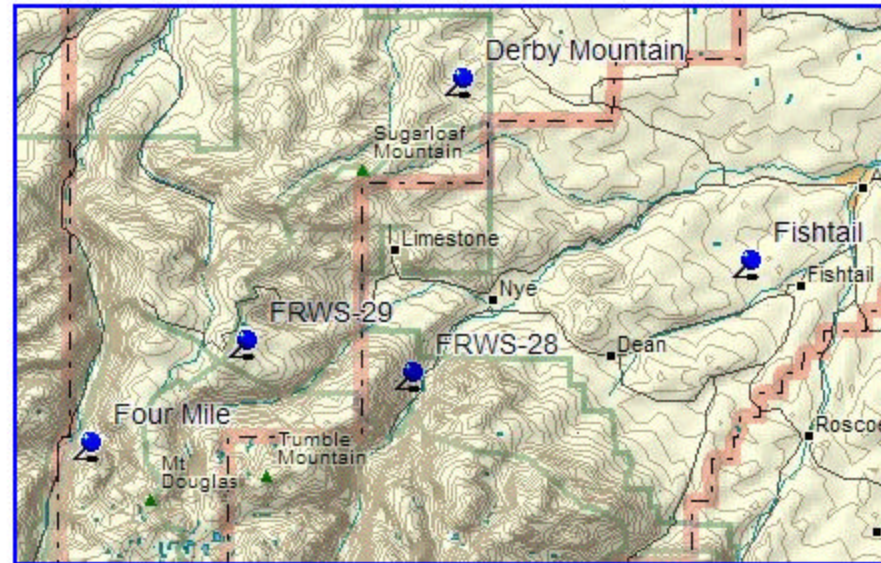 Derby Mountain
Sugarloaf
Mountain
Limestone
Fishtail
Fishtail
Nye
FRWS-29
FRWS-28
Dean
Four Mile
Tumble
Mountain
Mt
Douglas
Roscoe